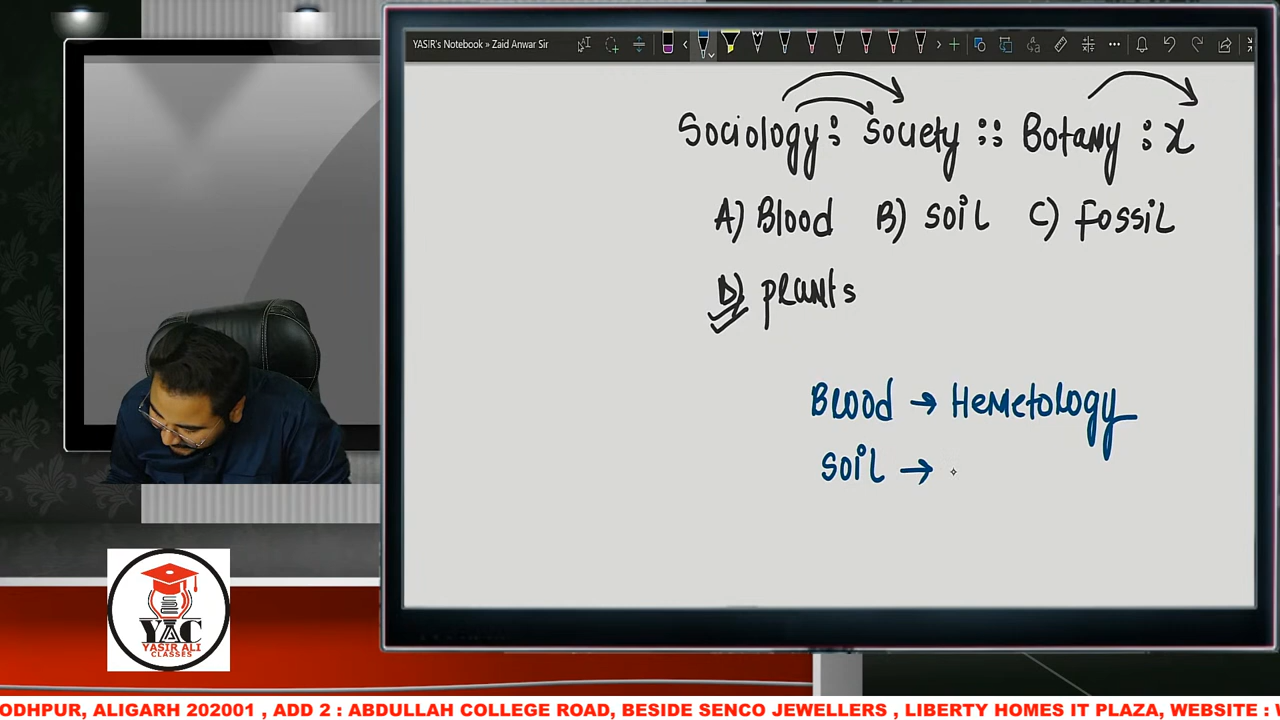 YASIR's Notebook » Zaid Anwar Sir
Sociology : Society :: Botany : x
A) Blood B) Soil C) Fossil
D) plants
Blood → Hemetology
Soil →
YAC
YASIR ALI
CLASSES
ODHPUR, ALIGARH 202001 , ADD 2 : ABDULLAH COLLEGE ROAD, BESIDE SENCO JEWELLERS , LIBERTY HOMES IT PLAZA, WEBSITE :